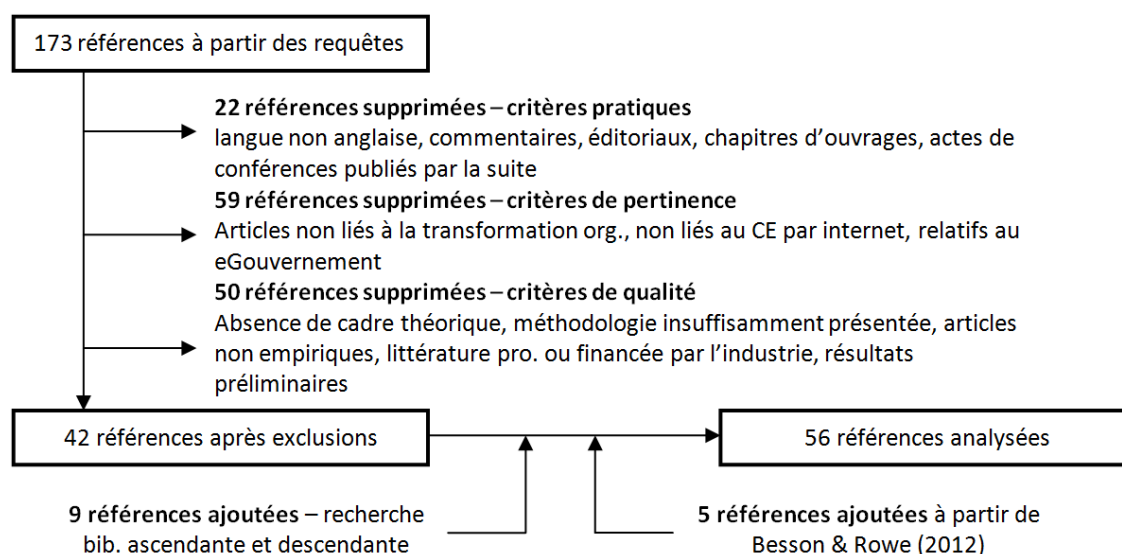 173 références à partir des requêtes
22 références supprimées – critères pratiques
langue non anglaise, commentaires, éditoriaux, chapitres d’ouvrages, actes de
conférences publiés par la suite
59 références supprimées – critères de pertinence
Articles non liés à la transformation org., non liés au CE par internet, relatifs au
eGouvernement
50 références supprimées – critères de qualité
Absence de cadre théorique, méthodologie insuffisamment présentée, articles
non empiriques, littérature pro. ou financée par l’industrie, résultats
préliminaires
42 références après exclusions
56 références analysées
9 références ajoutées – recherche
bib. ascendante et descendante
5 références ajoutées à partir de
Besson & Rowe (2012)